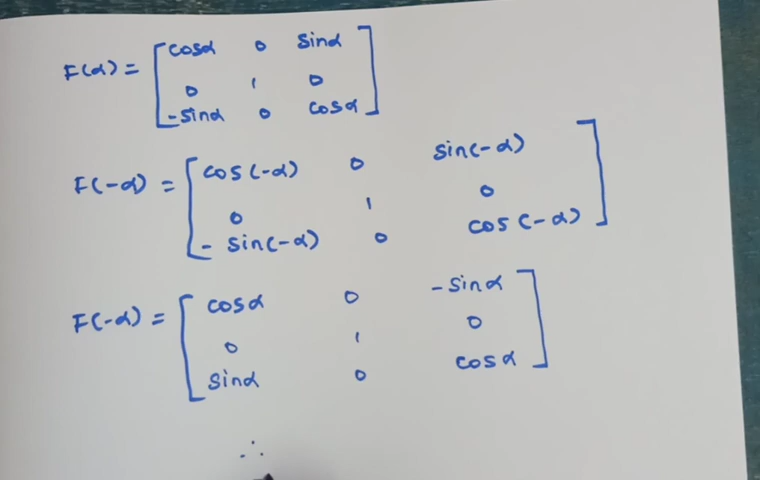 F(α) = [cosα 0 sinα
0 1 0
-sinα 0 cosα]
F(-α) = [cos(-α) 0 sin(-α)
0 1 0
- sin(-α) 0 cos(-α)]
F(-α) = [cosα 0 -sinα
0 1 0
sinα 0 cosα]
∴